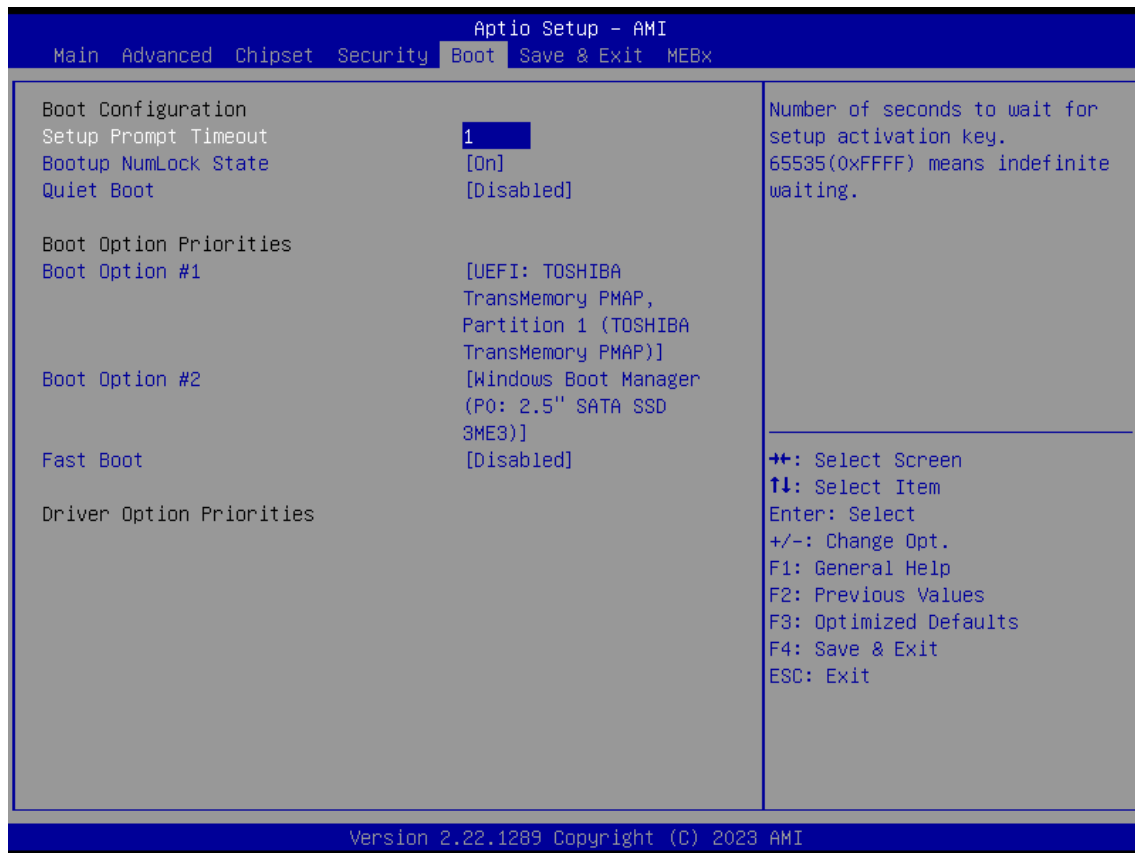 Aptio Setup – AMI
Main Advanced Chipset Security Boot Save & Exit MEBx
Boot Configuration
Setup Prompt Timeout 1
Bootup NumLock State [On]
Quiet Boot [Disabled]
Boot Option Priorities
Boot Option #1 [UEFI: TOSHIBA
TransMemory PMAP,
Partition 1 (TOSHIBA
TransMemory PMAP)]
Boot Option #2 [Windows Boot Manager
(P0: 2.5" SATA SSD
3ME3)]
Fast Boot [Disabled]
Driver Option Priorities
Number of seconds to wait for
setup activation key.
65535(0xFFFF) means indefinite
waiting.
→←: Select Screen
↑↓: Select Item
Enter: Select
+/-: Change Opt.
F1: General Help
F2: Previous Values
F3: Optimized Defaults
F4: Save & Exit
ESC: Exit
Version 2.22.1289 Copyright (C) 2023 AMI